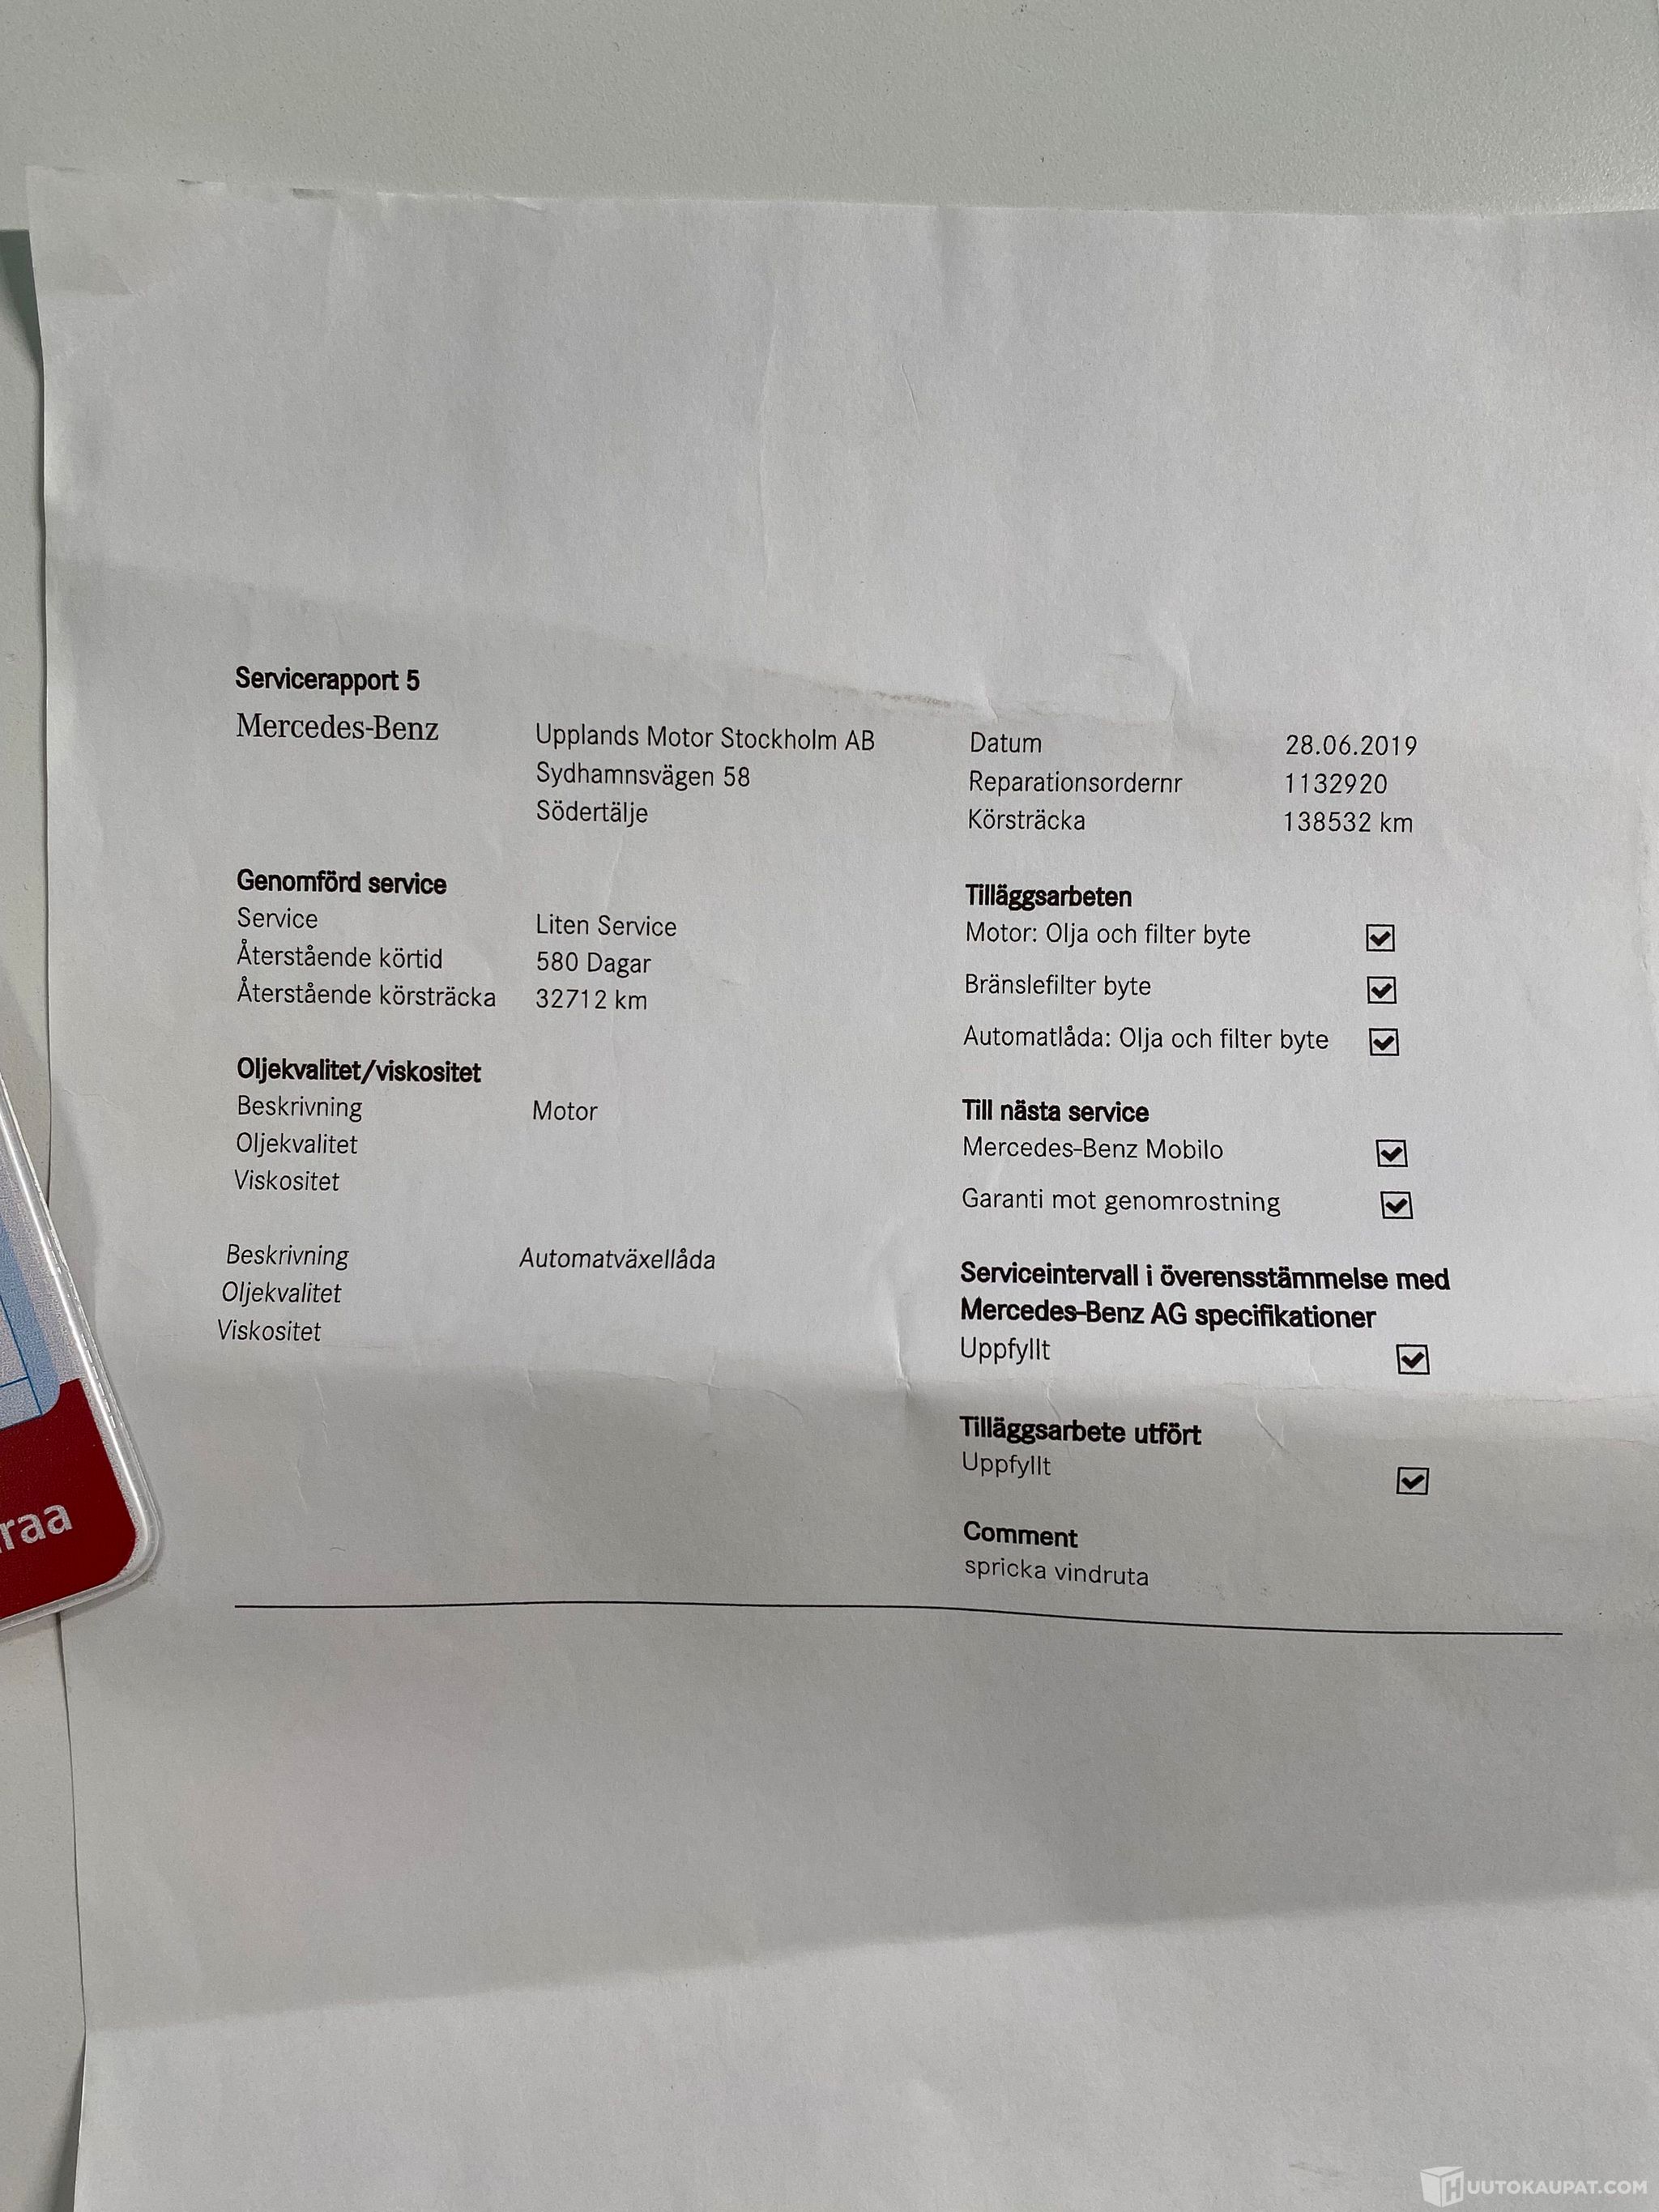 Servicerapport 5
Mercedes-Benz
Upplands Motor Stockholm AB
Sydhamnsvägen 58
Södertälje
Datum 28.06.2019
Reparationsordernr 1132920
Körsträcka 138532 km
Genomförd service
Service Liten Service
Återstående körtid 580 Dagar
Återstående körsträcka 32712 km
Oljekvalitet/viskositet
Beskrivning Motor
Oljekvalitet
Viskositet
Beskrivning Automatväxellåda
Oljekvalitet
Viskositet
Tilläggsarbeten
Motor: Olja och filter byte
Bränslefilter byte
Automatlåda: Olja och filter byte
Till nästa service
Mercedes-Benz Mobilo
Garanti mot genomrostning
Serviceintervall i överensstämmelse med
Mercedes-Benz AG specifikationer
Uppfyllt
Tilläggsarbete utfört
Uppfyllt
Comment
spricka vindruta
raa
HUUTOKAUPAT.COM